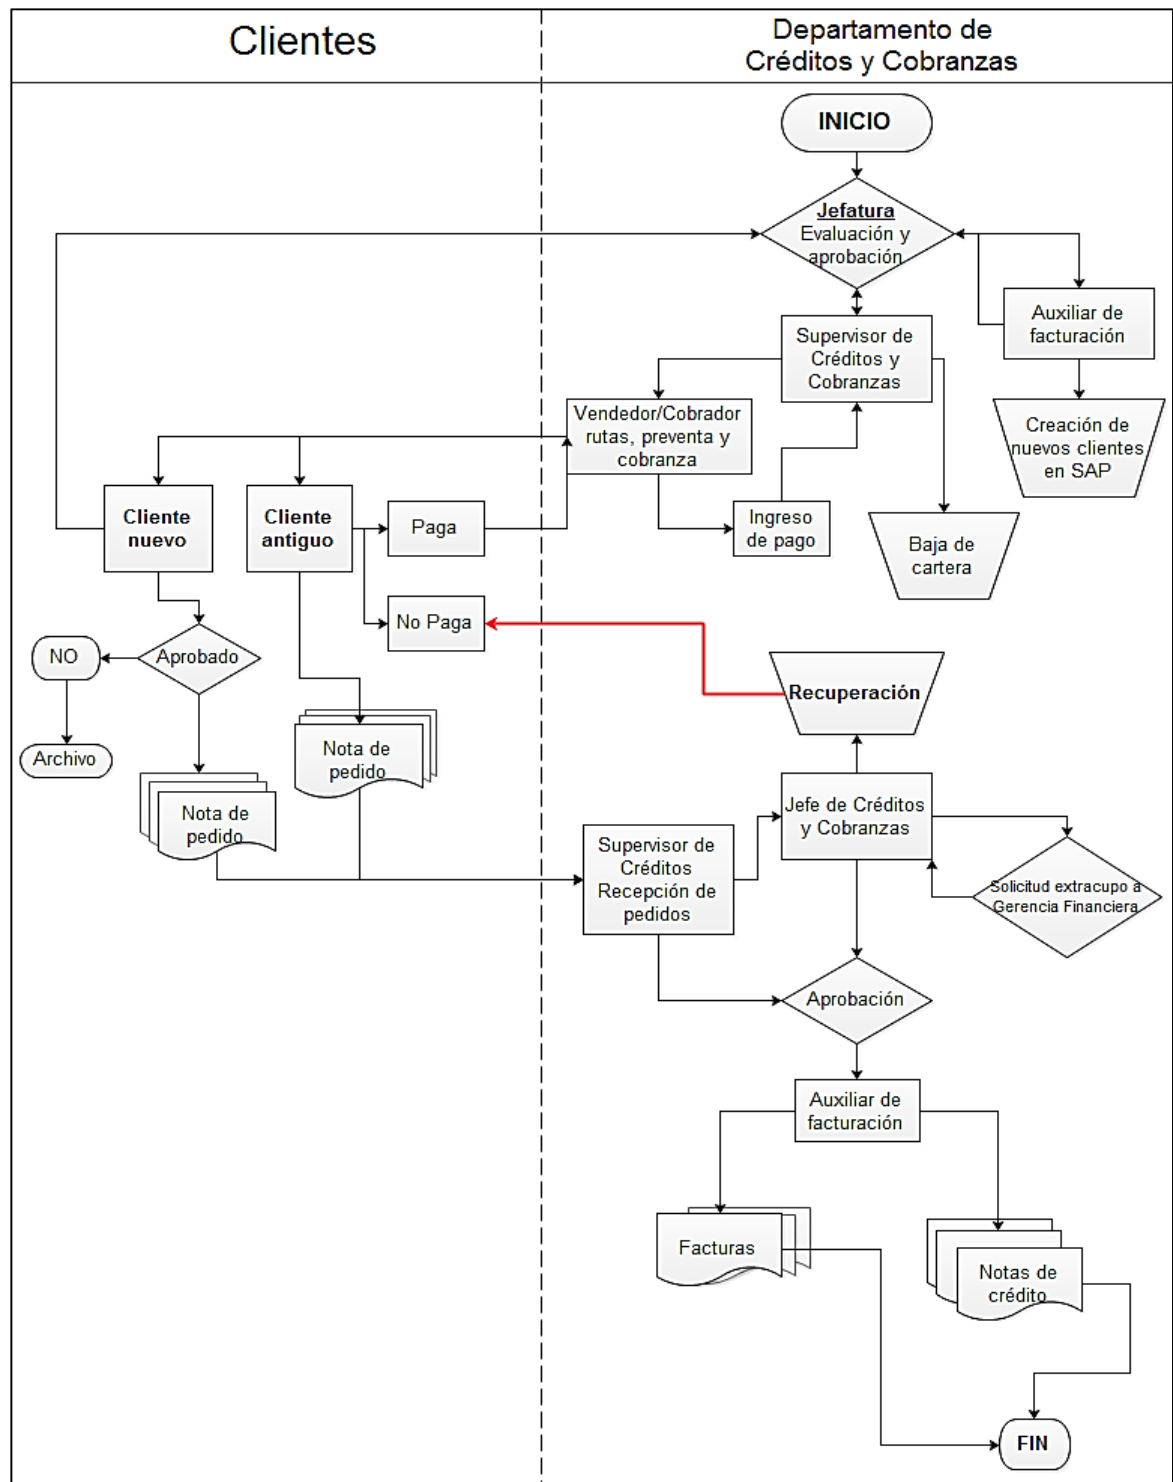 Clientes
Departamento de
Créditos y Cobranzas
INICIO
Jefatura
Evaluación y
aprobación
Auxiliar de
facturación
Supervisor de
Créditos y
Cobranzas
Vendedor/Cobrador
rutas, preventa y
cobranza
Creación de
nuevos clientes
en SAP
Cliente
nuevo
Cliente
antiguo
Paga
Ingreso
de pago
Baja de
cartera
No Paga
NO
Aprobado
Recuperación
Archivo
Nota de
pedido
Nota de
pedido
Jefe de Créditos
y Cobranzas
Supervisor de
Créditos
Recepción de
pedidos
Solicitud extracupo a
Gerencia Financiera
Aprobación
Auxiliar de
facturación
Facturas
Notas de
crédito
FIN